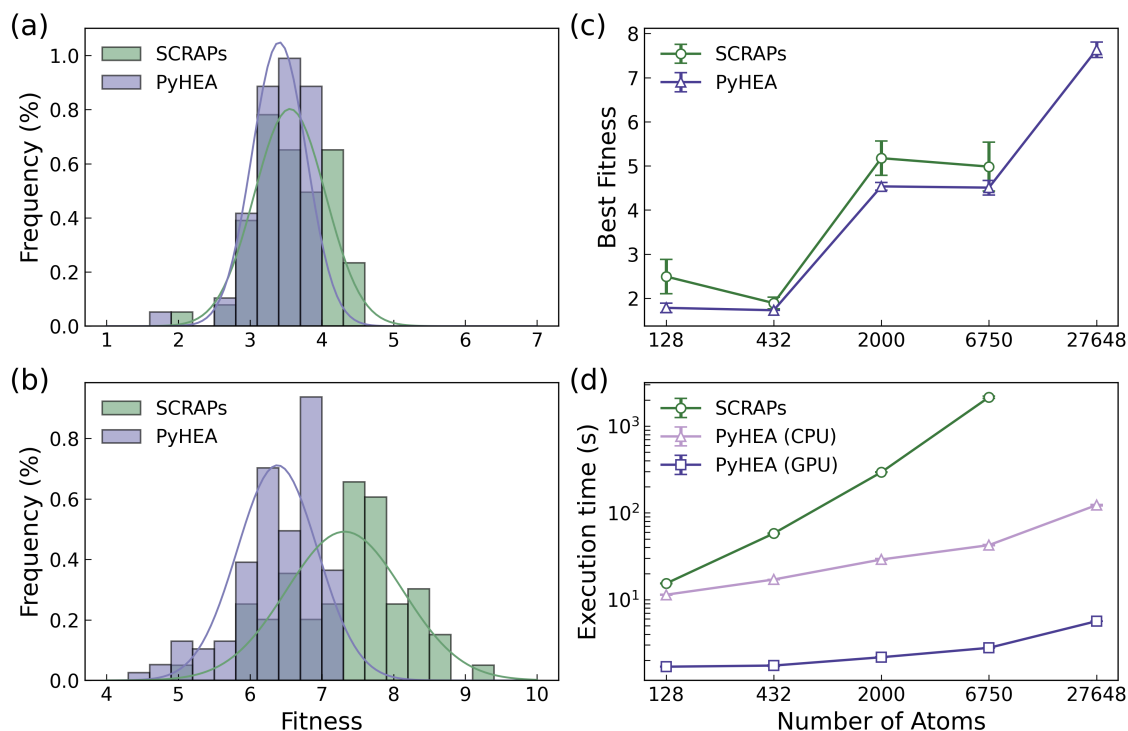 (a)
SCRAPs
PyHEA
Frequency (%)
1.0
0.8
0.6
0.4
0.2
0.0
1 2 3 4 5 6 7
(c)
SCRAPs
PyHEA
Best Fitness
8
7
6
5
4
3
2
128 432 2000 6750 27648
(b)
SCRAPs
PyHEA
Frequency (%)
0.8
0.6
0.4
0.2
0.0
4 5 6 7 8 9 10
Fitness
(d)
SCRAPs
PyHEA (CPU)
PyHEA (GPU)
Execution time (s)
10³
10²
10¹
128 432 2000 6750 27648
Number of Atoms